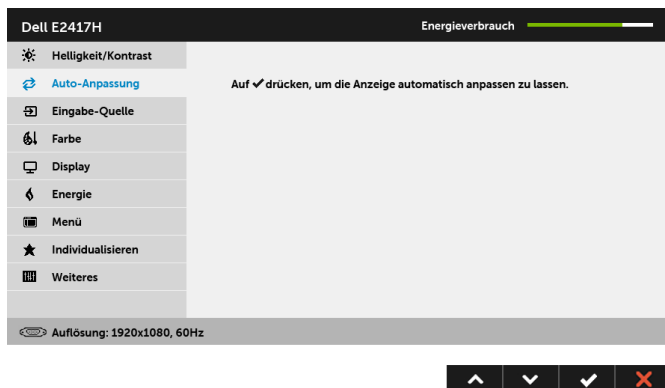 Dell E2417H
Energieverbrauch
Helligkeit/Kontrast
Auto-Anpassung
Auf ✓ drücken, um die Anzeige automatisch anpassen zu lassen.
Eingabe-Quelle
Farbe
Display
Energie
Menü
Individualisieren
Weiteres
Auflösung: 1920x1080, 60Hz